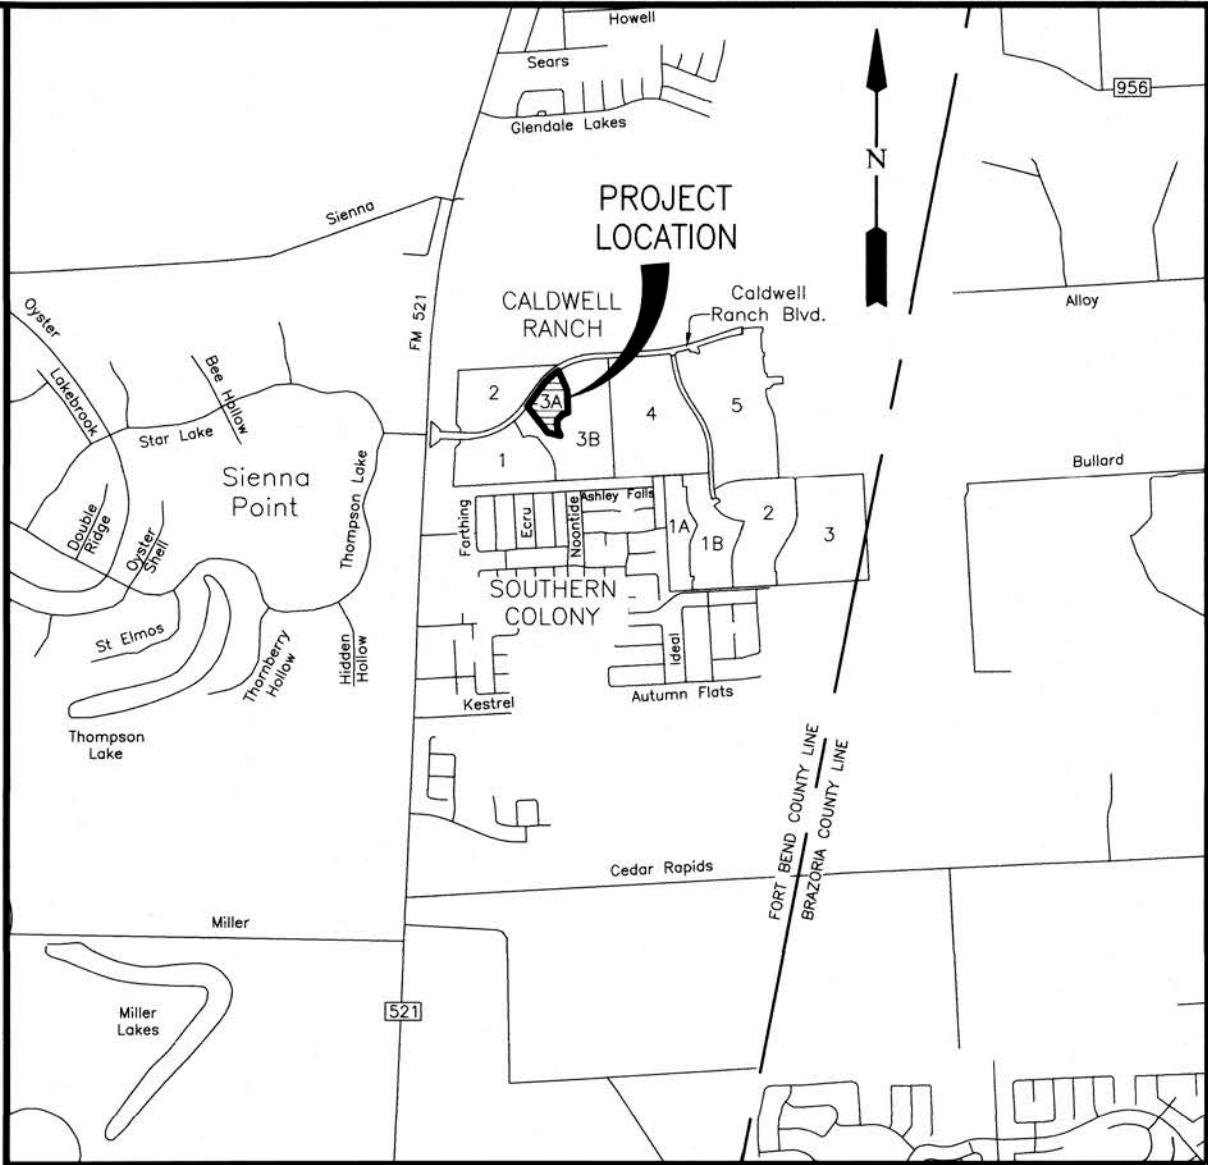 Howell
Sears
956
Glendale Lakes
N
PROJECT
LOCATION
Sienna
Oyster
CALDWELL
RANCH
Caldwell
Ranch Blvd.
Alloy
FM 521
Lakebrook
Bee Hollow
2
3A
4
5
Star Lake
3B
1
Bullard
Sienna
Point
Thompson Lake
Double
Ridge
Oyster
Shell
Farthing
Ecru
Noontide
Ashley Falls
1A
1B
2
3
SOUTHERN
COLONY
St Elmos
Thornberry
Hollow
Hidden
Hollow
Ideal
Kestrel
Autumn Flats
Thompson
Lake
FORT BEND COUNTY LINE
BRAZORIA COUNTY LINE
Cedar Rapids
Miller
Miller
Lakes
521